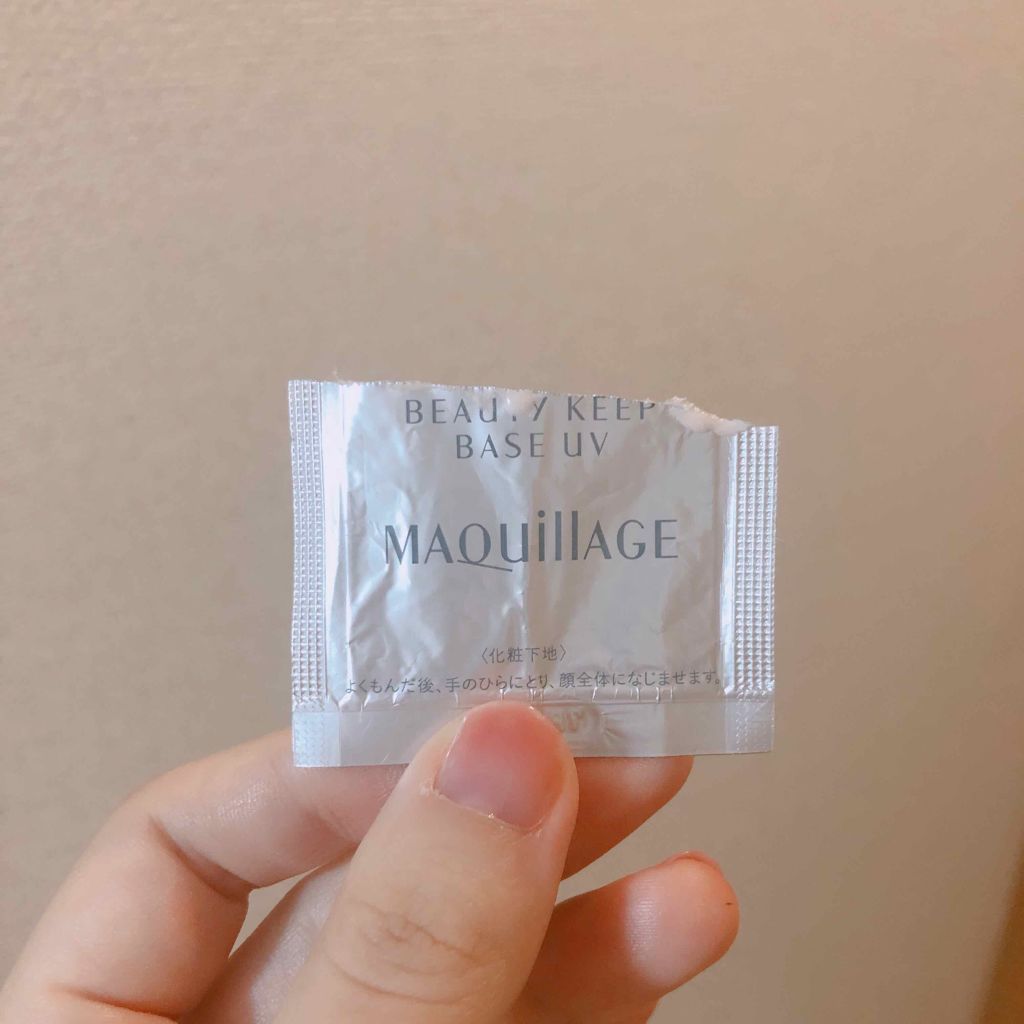 BEAUTY KEEP
BASE UV
MAQuillAGE
〈化粧下地〉
よくもんだ後、手のひらにとり、顔全体になじませます。